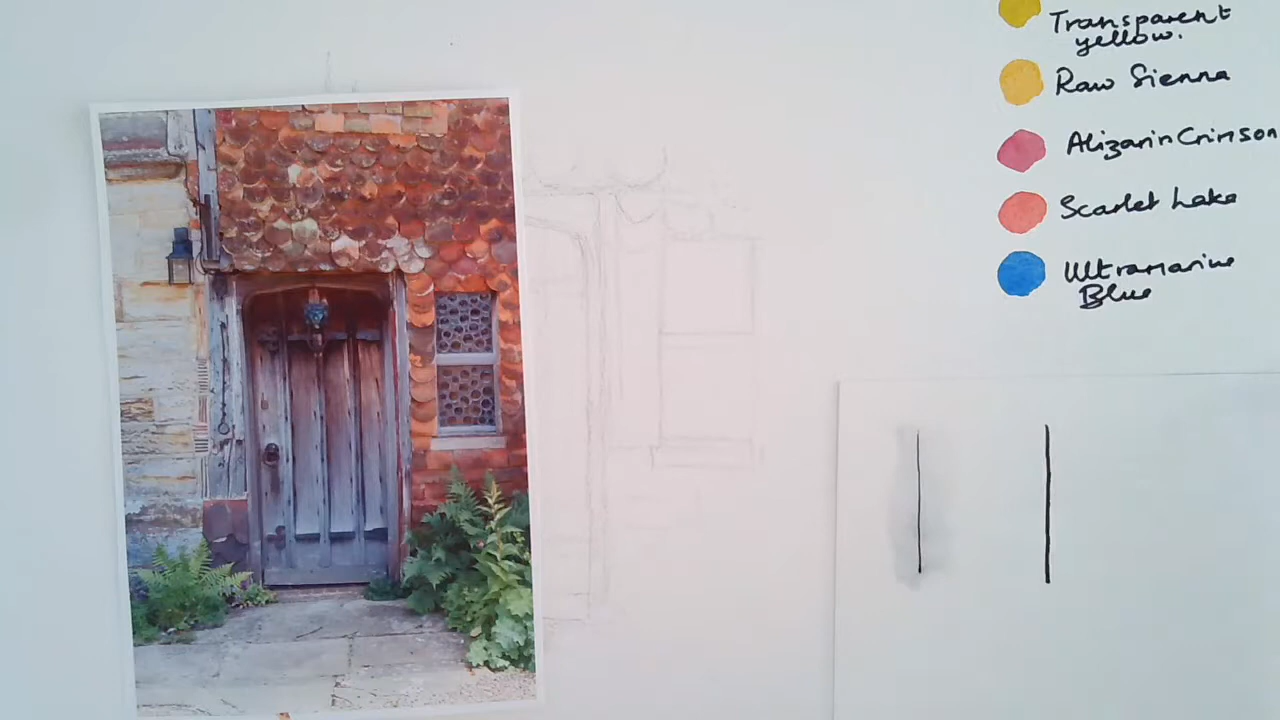 Transparent
yellow.
Raw Sienna
Alizarin Crimson
Scarlet Lake
Ultramarine
Blue